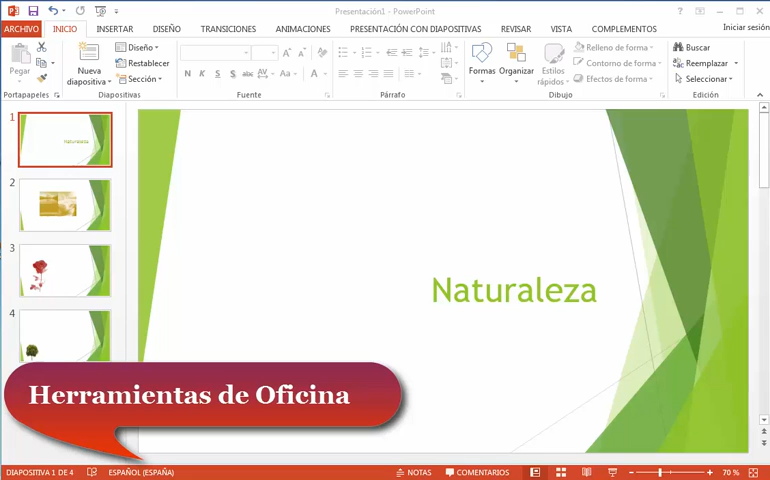 Presentación1 - PowerPoint
ARCHIVO INICIO INSERTAR DISEÑO TRANSICIONES ANIMACIONES PRESENTACIÓN CON DIAPOSITIVAS REVISAR VISTA COMPLEMENTOS Iniciar sesión
Pegar
Portapapeles
Nueva diapositiva
Diseño
Restablecer
Sección
Diapositivas
N K S S abc AV Aa A
Fuente
Párrafo
Formas
Organizar
Estilos rápidos
Relleno de forma
Contorno de forma
Efectos de forma
Dibujo
Buscar
Reemplazar
Seleccionar
Edición
1
Naturaleza
2
3
4
Naturaleza
Herramientas de Oficina
DIAPOSITIVA 1 DE 4 ESPAÑOL (ESPAÑA) NOTAS COMENTARIOS 70 %